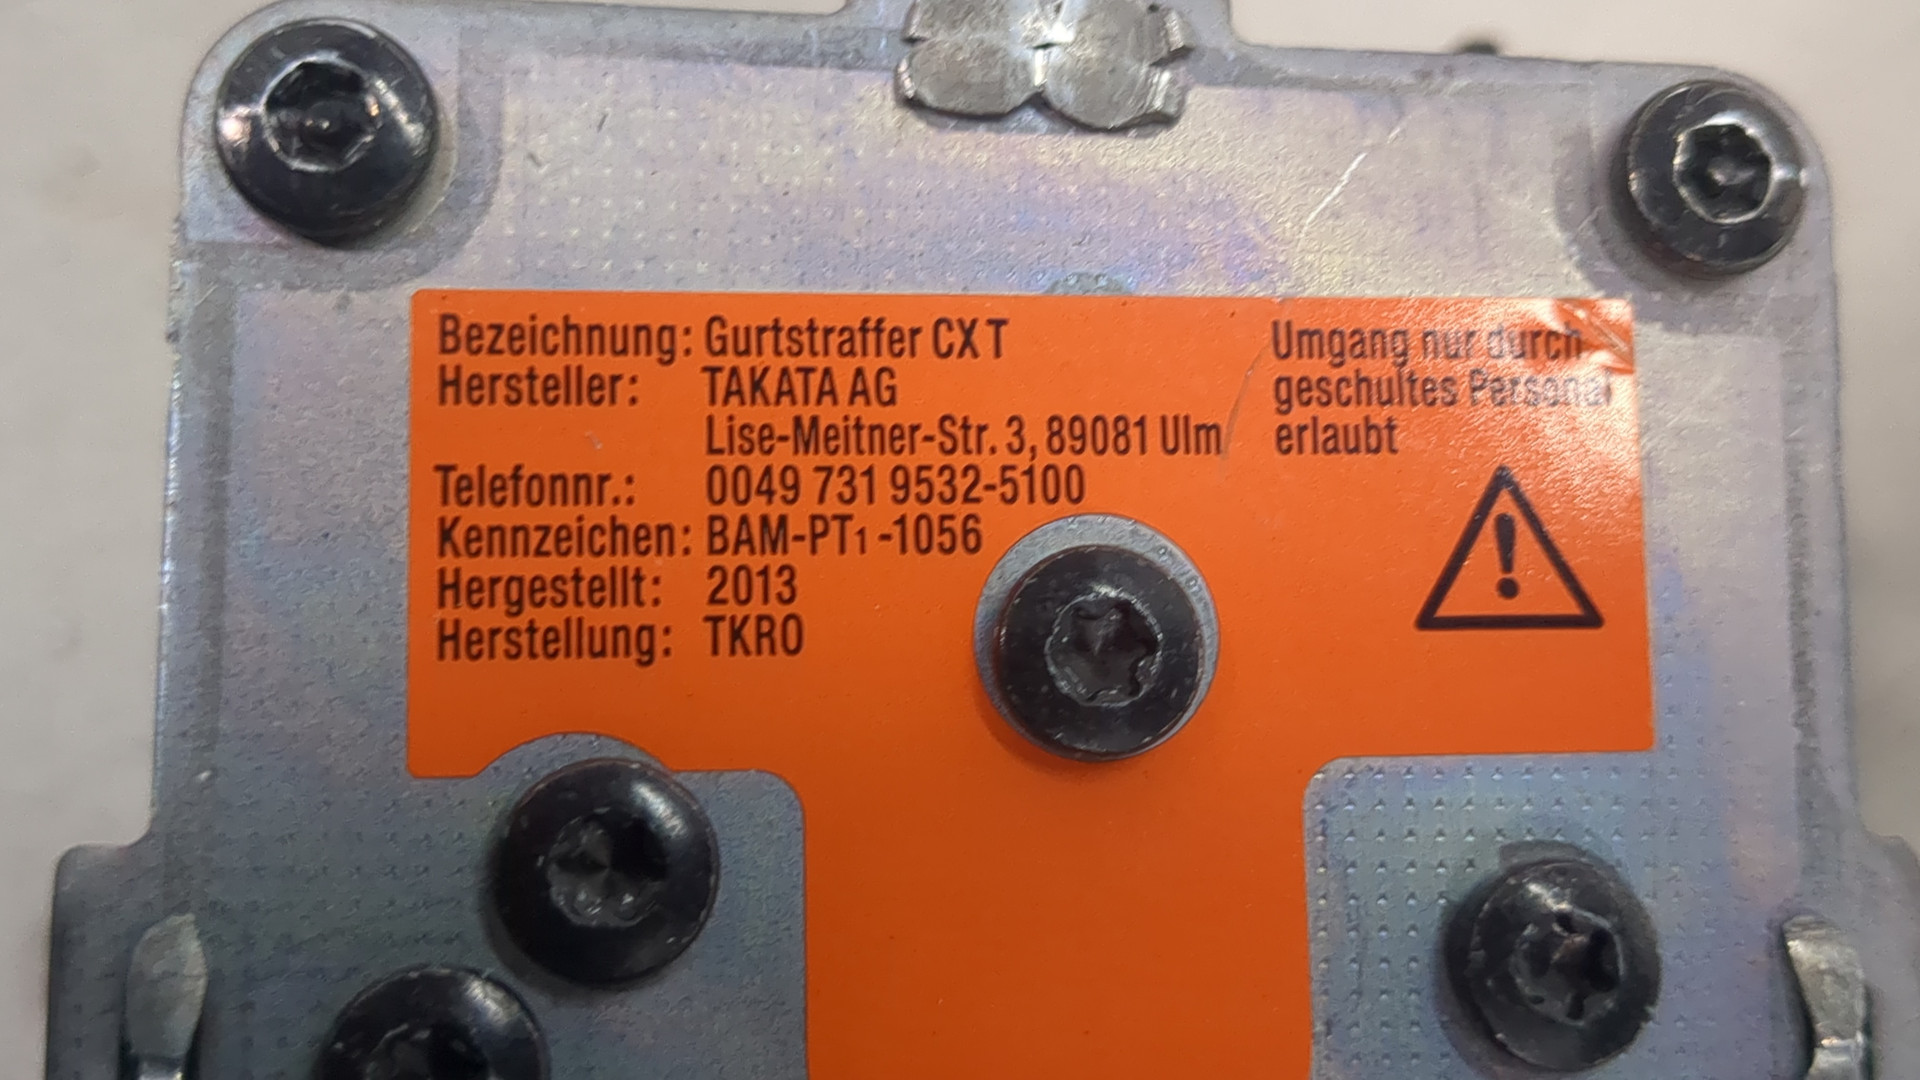 Bezeichnung: Gurtstraffer CX T
Hersteller: TAKATA AG
Lise-Meitner-Str. 3, 89081 Ulm
Telefonnr.: 0049 731 9532-5100
Kennzeichen: BAM-PT1-1056
Hergestellt: 2013
Herstellung: TKRO
Umgang nur durch
geschultes Personal
erlaubt